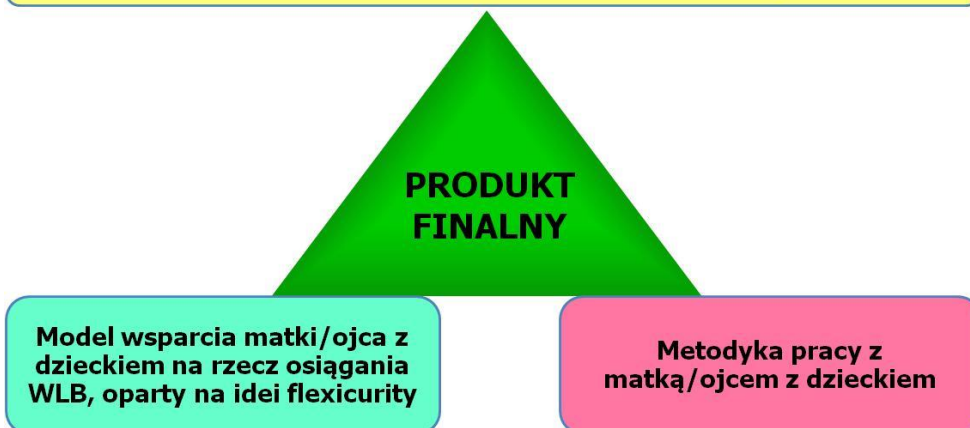 PRODUKT
FINALNY
Model wsparcia matki/ojca z
dzieckiem na rzecz osiągania
WLB, oparty na idei flexicurity
Metodyka pracy z
matką/ojcem z dzieckiem